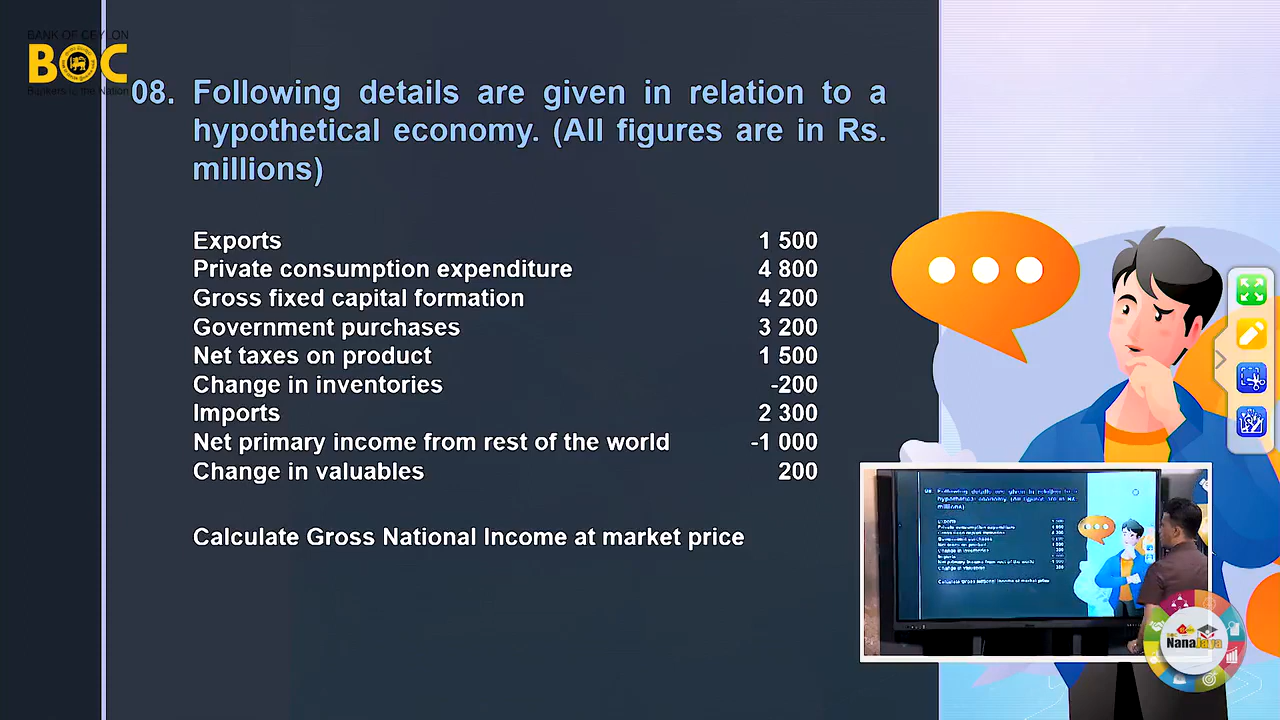 BANK OF CEYLON
BOC
Bankers to the Nation
08. Following details are given in relation to a
hypothetical economy. (All figures are in Rs.
millions)
Exports 1 500
Private consumption expenditure 4 800
Gross fixed capital formation 4 200
Government purchases 3 200
Net taxes on product 1 500
Change in inventories -200
Imports 2 300
Net primary income from rest of the world -1 000
Change in valuables 200
Calculate Gross National Income at market price
NanaJaya